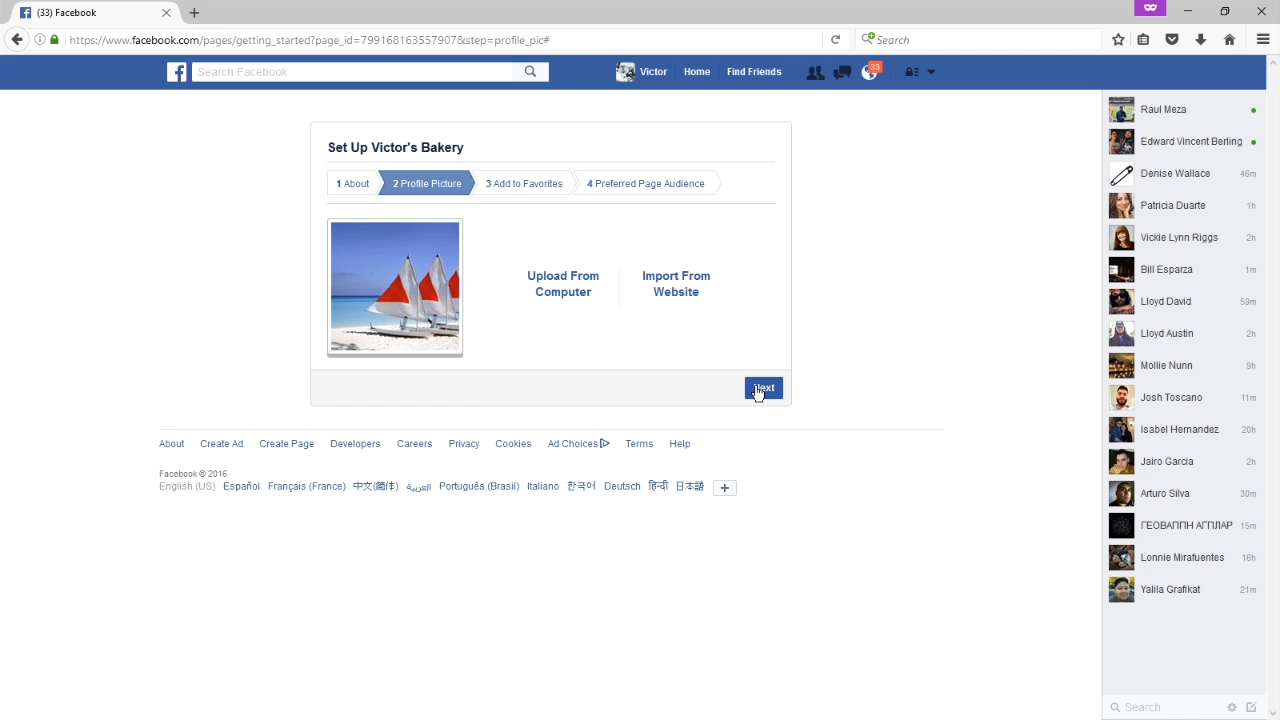 (33) Facebook
https://www.facebook.com/pages/getting_started?page_id=799168163557907&step=profile_pic#
Search
Search Facebook
Victor
Home
Find Friends
33
Set Up Victor's Bakery
1 About
2 Profile Picture
3 Add to Favorites
4 Preferred Page Audience
Upload From
Computer
Import From
Website
Next
About Create Ad Create Page Developers Careers Privacy Cookies Ad Choices Terms Help
Facebook © 2016
English (US) Español Français (France) 中文(简体) العربية Português (Brasil) Italiano 한국어 Deutsch हिन्दी 日本語
Raul Meza
Edward Vincent Berling
Denise Wallace 46m
Patricia Duarte 1h
Vickie Lynn Riggs 2h
Bill Esparza 1m
Lloyd David 59m
Lloyd Austin 2h
Mollie Nunn 9h
Josh Toscano 11m
Isabel Hernandez 20h
Jairo Garcia 2h
Arturo Silva 30m
15m
Lonnie Mirafuentes 16h
Yalila Grafikat 21m
Search